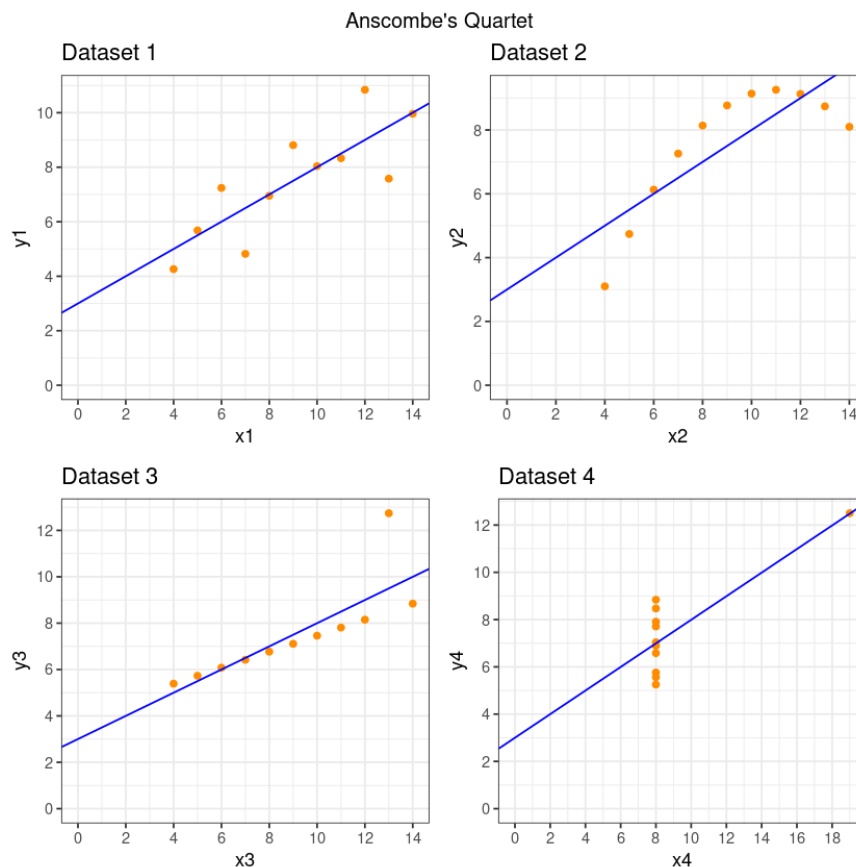 Anscombe's Quartet
Dataset 1
y1
10
8
6
4
2
0
0 2 4 6 8 10 12 14
x1
Dataset 2
y2
8
6
4
2
0
0 2 4 6 8 10 12 14
x2
Dataset 3
y3
12
10
8
6
4
2
0
0 2 4 6 8 10 12 14
x3
Dataset 4
y4
12
10
8
6
4
2
0
0 2 4 6 8 10 12 14 16 18
x4